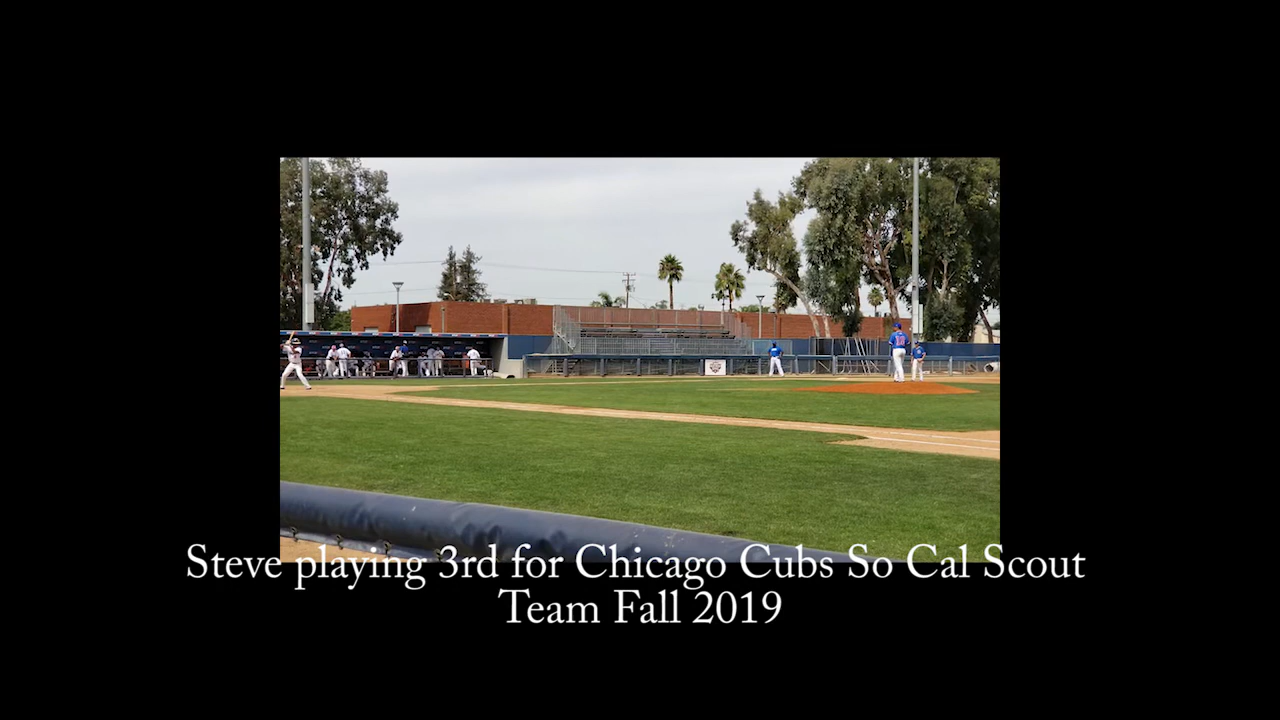 Steve playing 3rd for Chicago Cubs So Cal Scout
Team Fall 2019